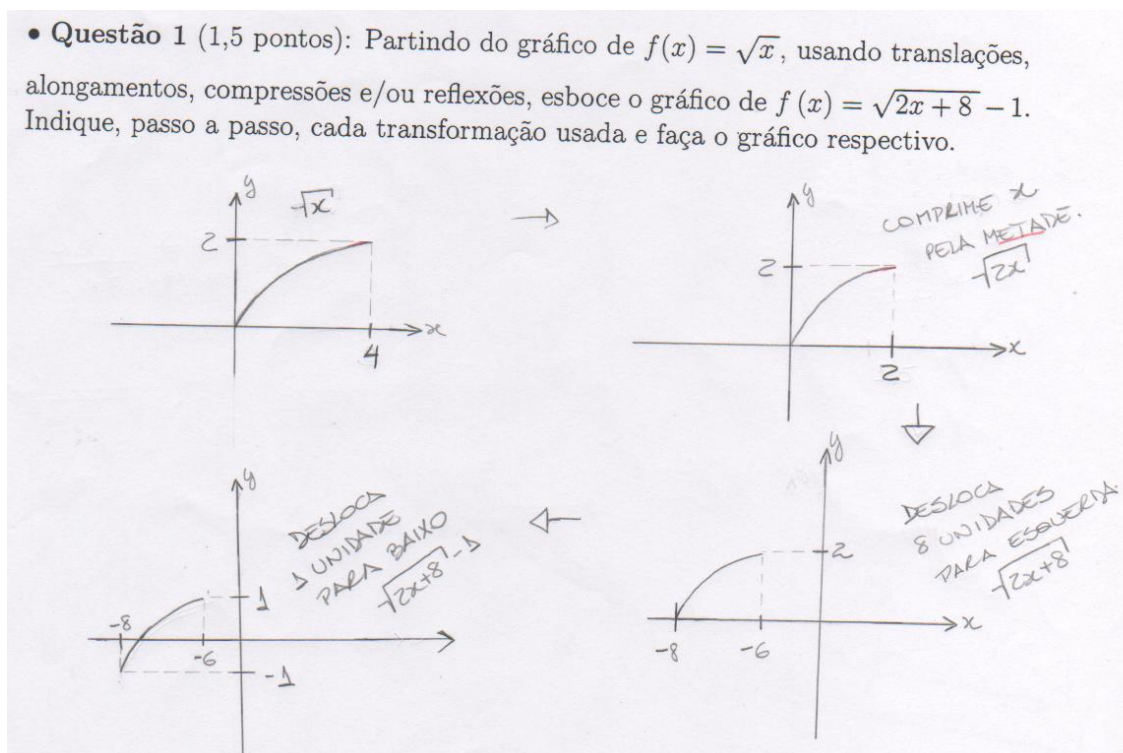 • Questão 1 (1,5 pontos): Partindo do gráfico de f(x) = √x, usando translações,
alongamentos, compressões e/ou reflexões, esboce o gráfico de f (x) = √(2x + 8) − 1.
Indique, passo a passo, cada transformação usada e faça o gráfico respectivo.
y
√x
2
4
x
→
y
COMPRIME x
PELA METADE.
√2x
2
2
x
y
DESLOCA
8 UNIDADES
PARA ESQUERDA.
√(2x+8)
2
-8
-6
x
y
DESLOCA
1 UNIDADE
PARA BAIXO
√(2x+8) -1
1
-8
-6
-1